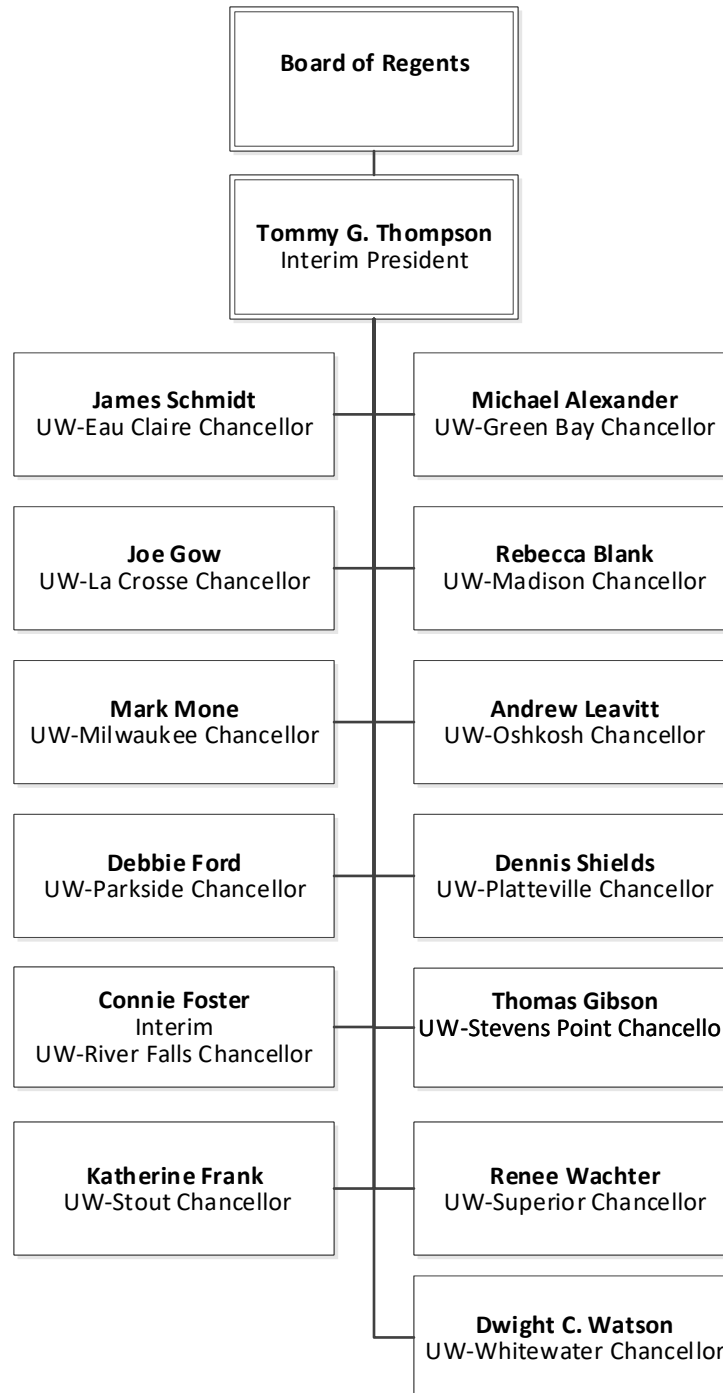 Board of Regents
Tommy G. Thompson
Interim President
James Schmidt
UW-Eau Claire Chancellor
Michael Alexander
UW-Green Bay Chancellor
Joe Gow
UW-La Crosse Chancellor
Rebecca Blank
UW-Madison Chancellor
Mark Mone
UW-Milwaukee Chancellor
Andrew Leavitt
UW-Oshkosh Chancellor
Debbie Ford
UW-Parkside Chancellor
Dennis Shields
UW-Platteville Chancellor
Connie Foster
Interim
UW-River Falls Chancellor
Thomas Gibson
UW-Stevens Point Chancello
Katherine Frank
UW-Stout Chancellor
Renee Wachter
UW-Superior Chancellor
Dwight C. Watson
UW-Whitewater Chancellor